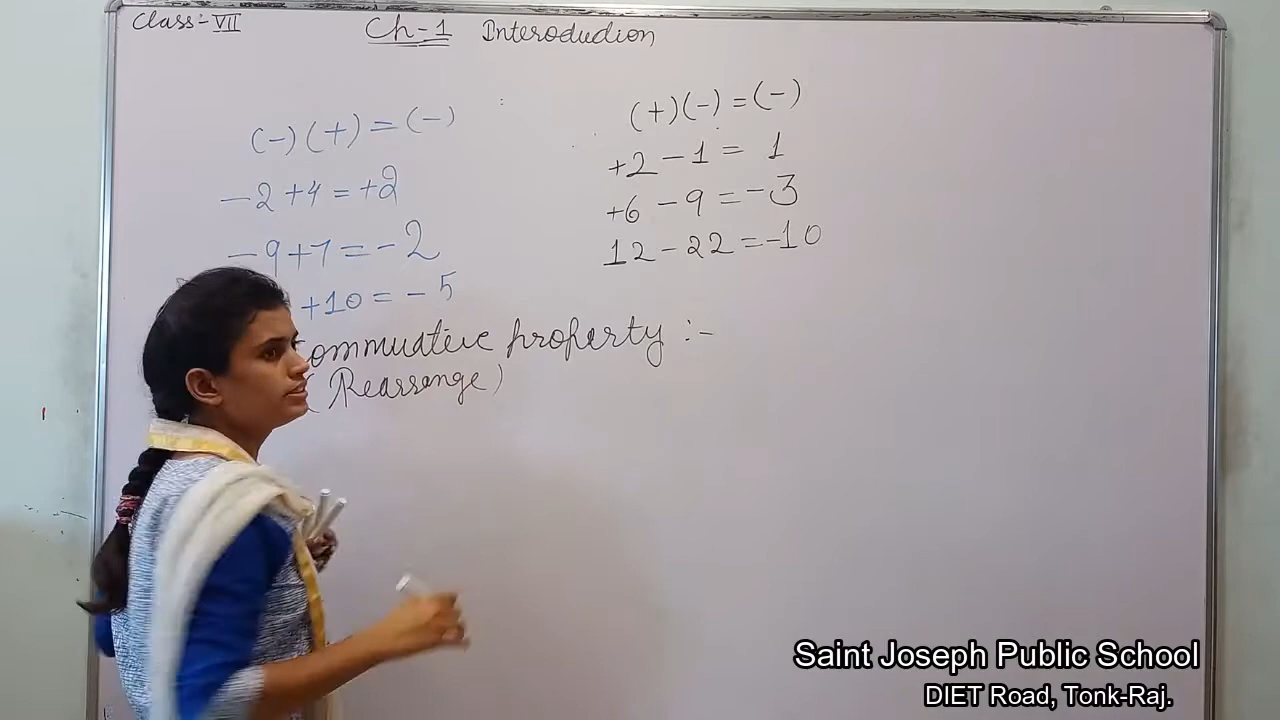 Class:- VII
Ch-1 Interodudion
(-)(+) = (-)
-2+4=+2
-9+7=-2
+10=-5
(+)(-)=(-)
+2-1= 1
+6-9=-3
12-22=-10
ommuative property :-
(Rearrange)
Saint Joseph Public School
DIET Road, Tonk-Raj.